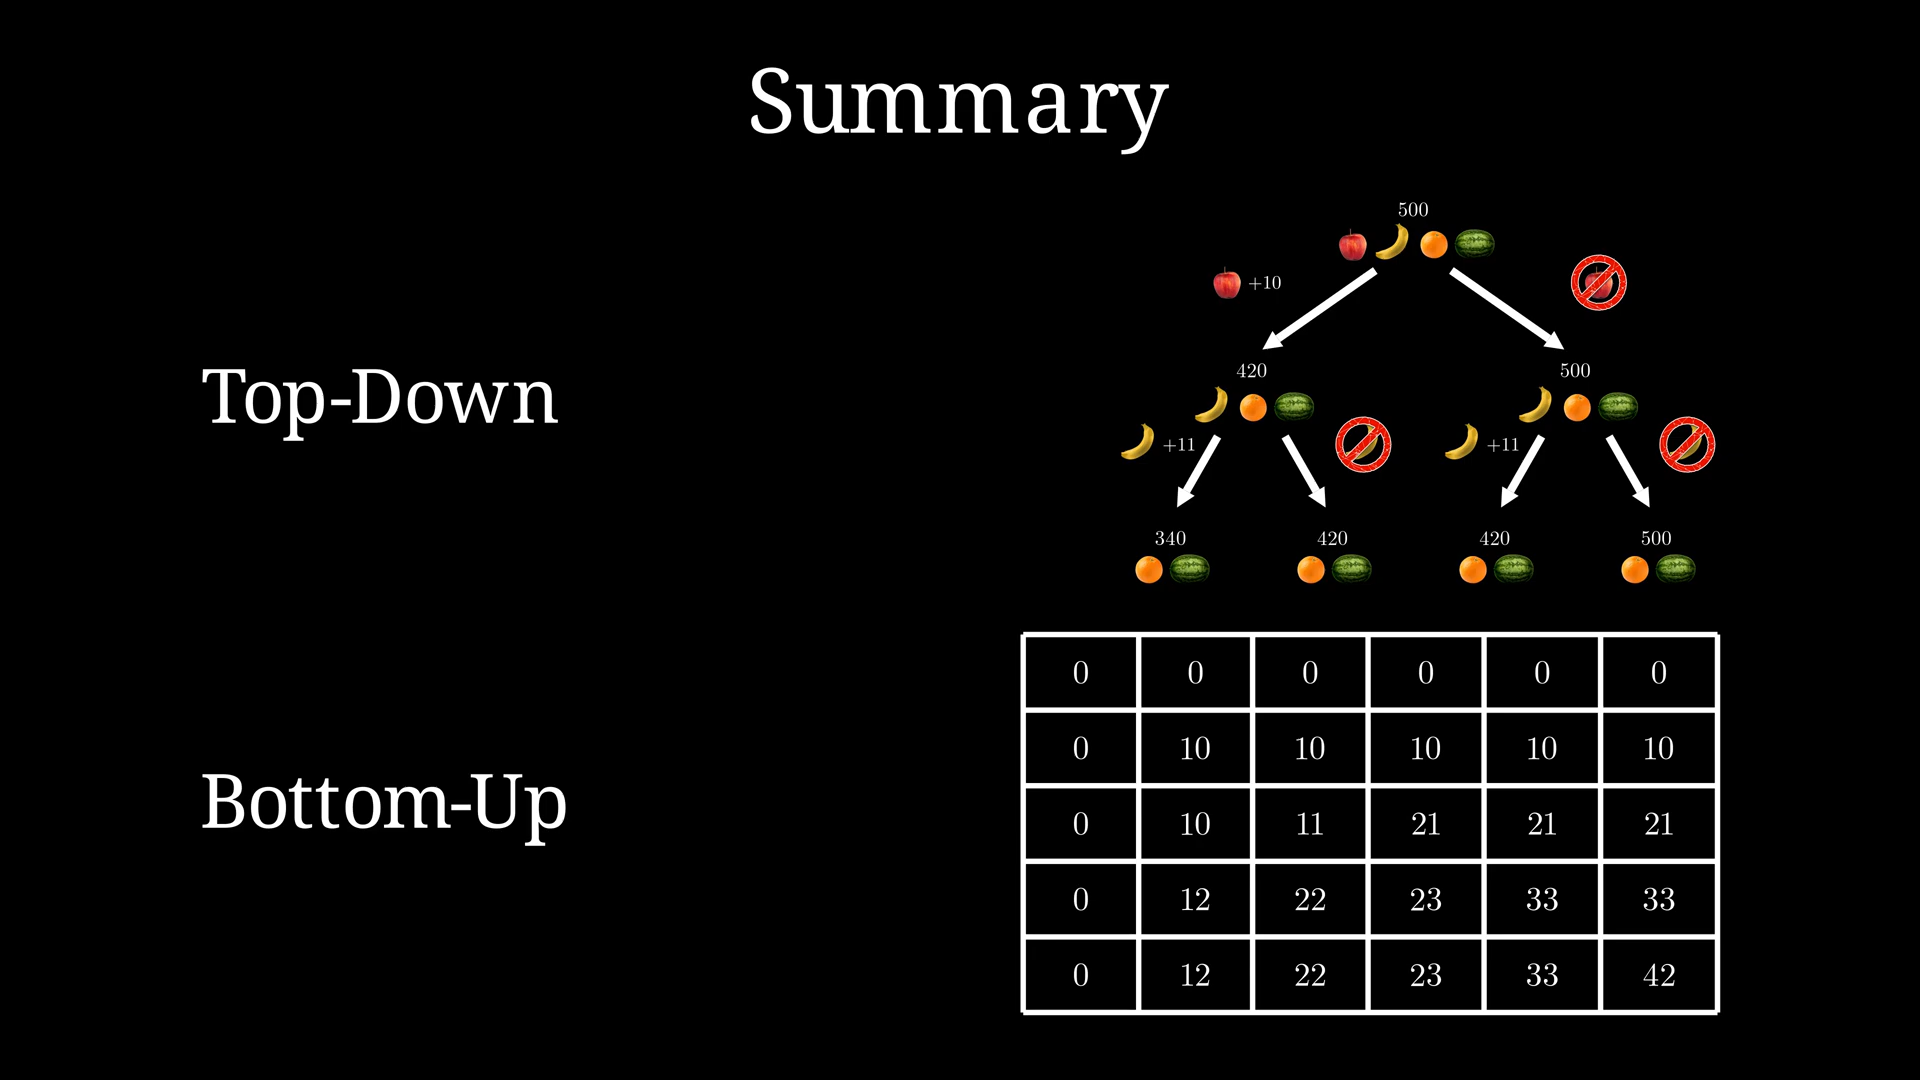 Summary
500
+10
Top-Down
420 500
+11 +11
340 420 420 500
Bottom-Up
0 0 0 0 0 0
0 10 10 10 10 10
0 10 11 21 21 21
0 12 22 23 33 33
0 12 22 23 33 42